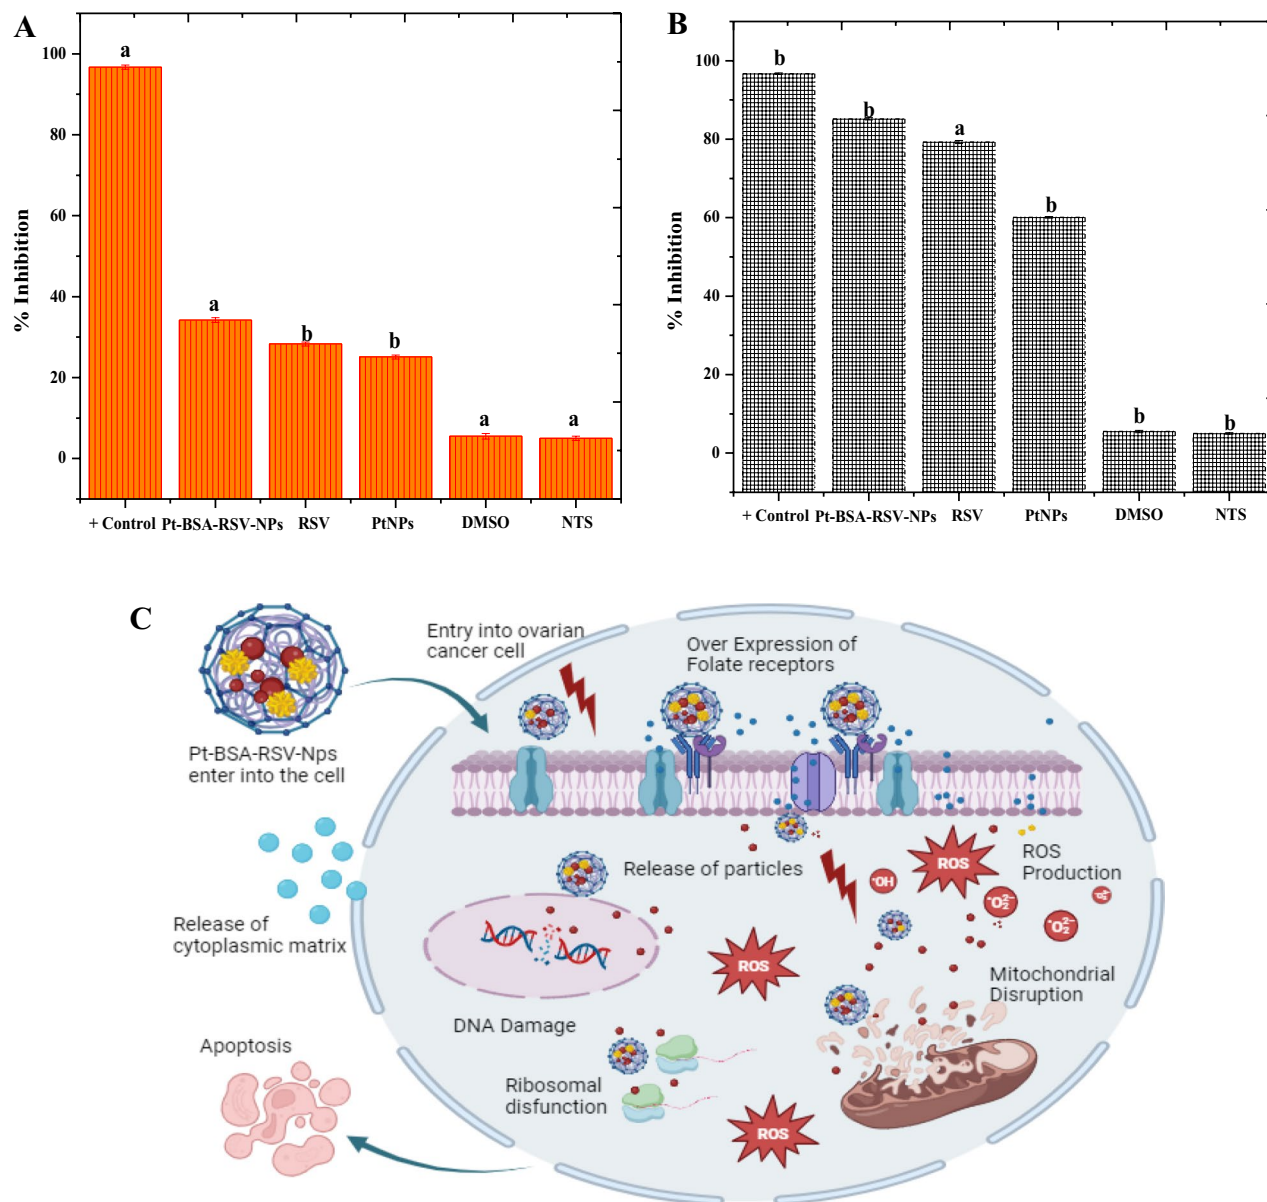 A
% Inhibition
100
80
60
40
20
0
a
a
b
b
a
a
+ Control
Pt-BSA-RSV-NPs
RSV
PtNPs
DMSO
NTS
B
% Inhibition
100
80
60
40
20
0
b
b
a
b
b
b
+ Control
Pt-BSA-RSV-NPs
RSV
PtNPs
DMSO
NTS
C
Pt-BSA-RSV-Nps
enter into the cell
Entry into ovarian
cancer cell
Over Expression of
Folate receptors
Release of particles
ROS
ROS
Production
•OH
•O₂²⁻
•O₂²⁻
Release of
cytoplasmic matrix
ROS
Mitochondrial
Disruption
DNA Damage
Apoptosis
Ribosomal
disfunction
ROS